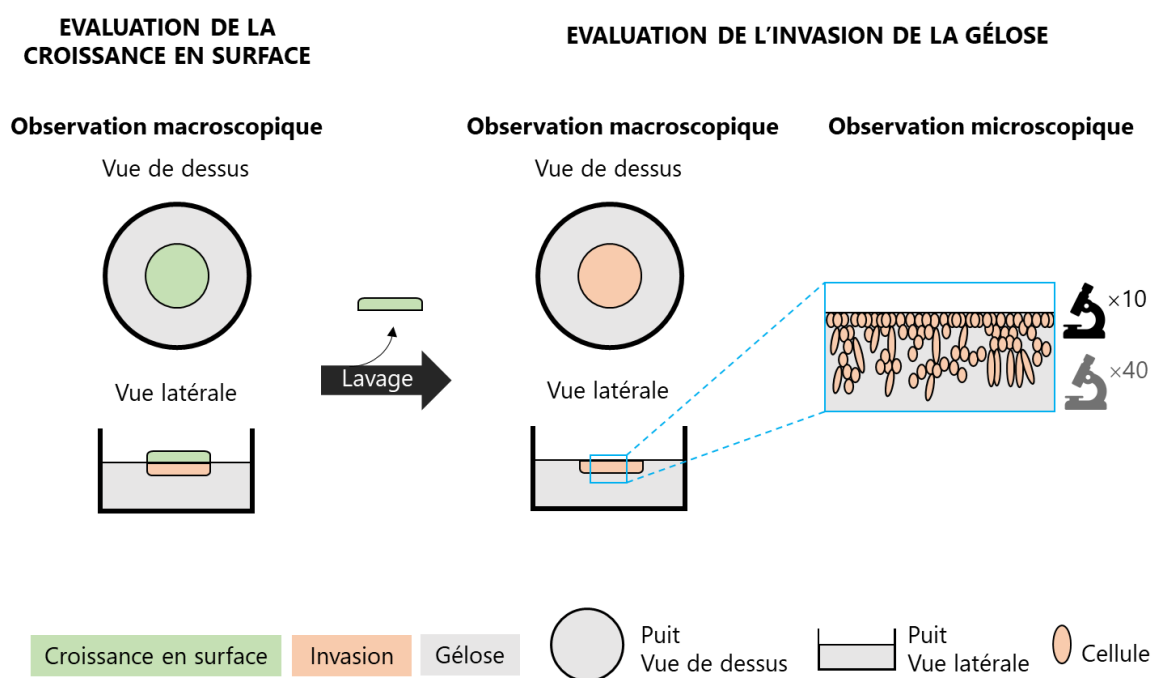 EVALUATION DE LA
CROISSANCE EN SURFACE
EVALUATION DE L'INVASION DE LA GÉLOSE
Observation macroscopique
Observation macroscopique
Observation microscopique
Vue de dessus
Vue de dessus
×10
Lavage
×40
Vue latérale
Vue latérale
Croissance en surface
Invasion
Gélose
Puit
Vue de dessus
Puit
Vue latérale
Cellule